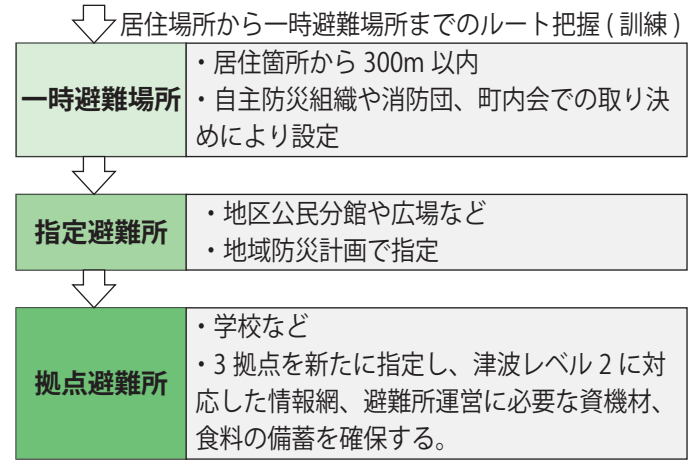 居住場所から一時避難場所までのルート把握(訓練)
一時避難場所
・居住箇所から300m以内
・自主防災組織や消防団、町内会での取り決
めにより設定
指定避難所
・地区公民分館や広場など
・地域防災計画で指定
拠点避難所
・学校など
・3拠点を新たに指定し、津波レベル2に対
応した情報網、避難所運営に必要な資機材、
食料の備蓄を確保する。